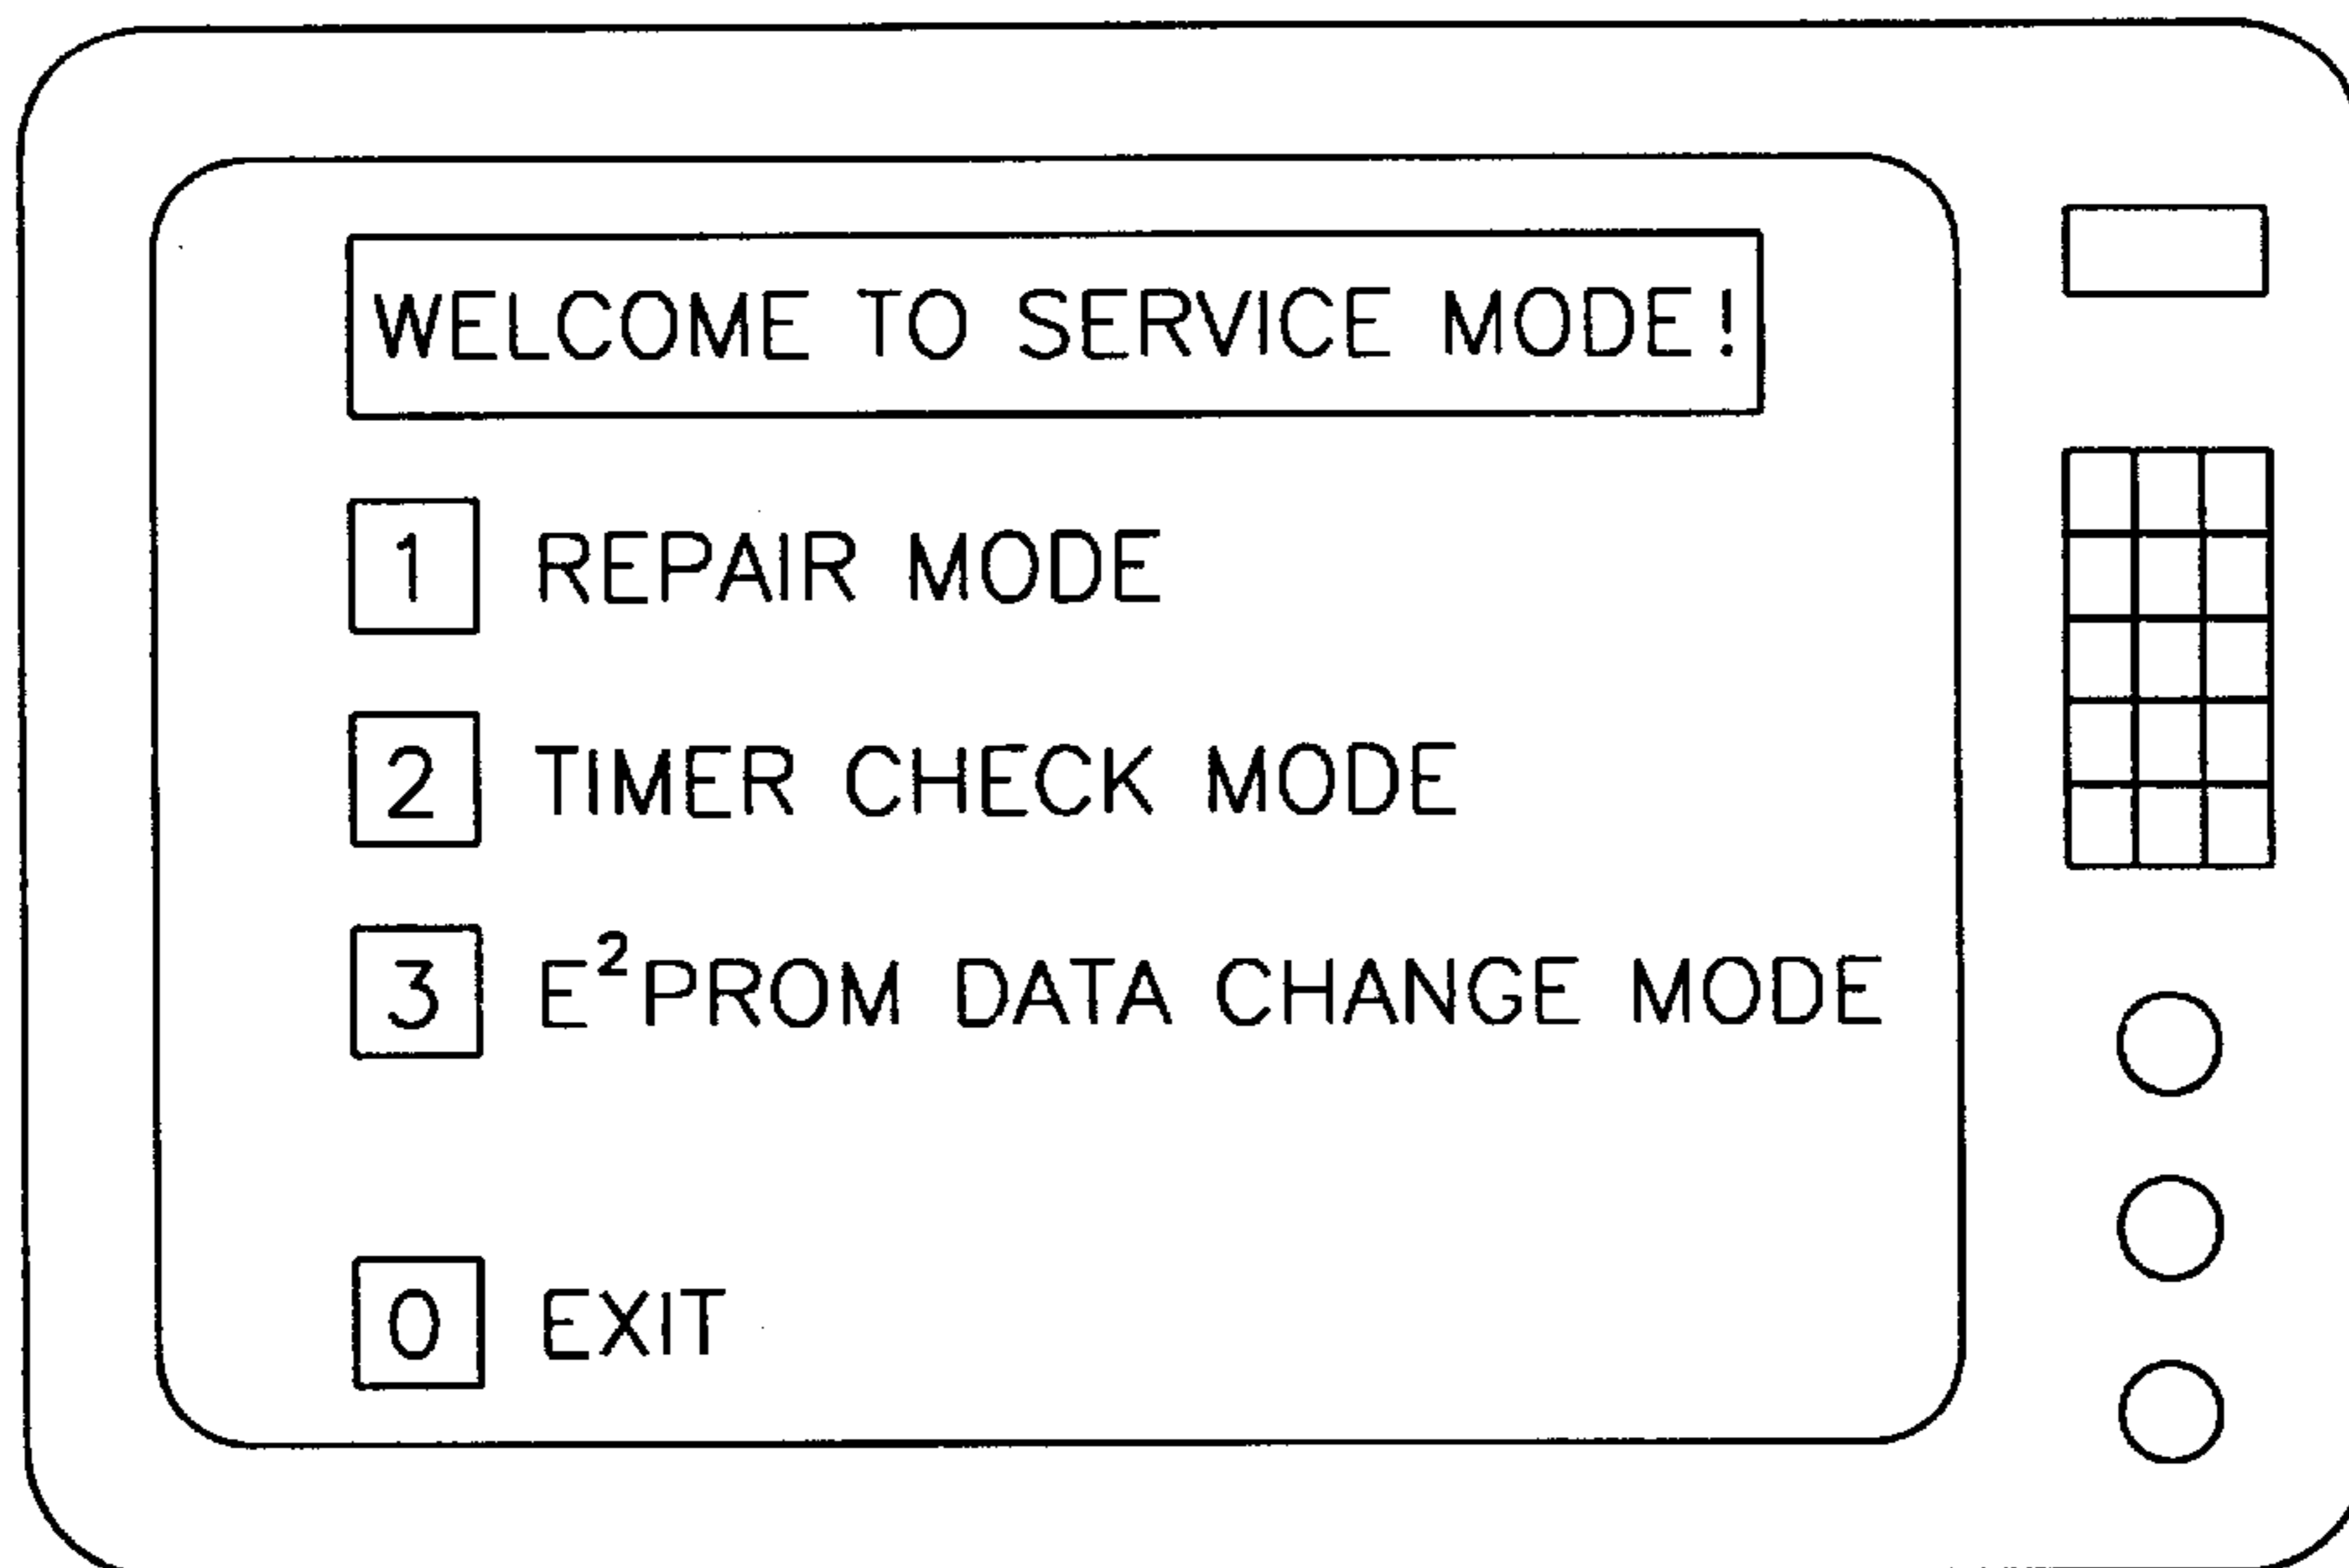 WELCOME TO SERVICE MODE!
1 REPAIR MODE
2 TIMER CHECK MODE
3 E²PROM DATA CHANGE MODE
0 EXIT